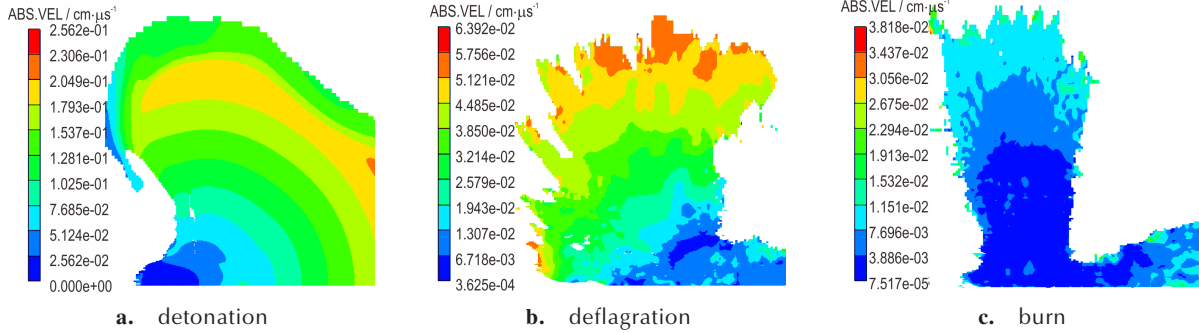 ABS.VEL / cm·μs⁻¹
2.562e-01
2.306e-01
2.049e-01
1.793e-01
1.537e-01
1.281e-01
1.025e-01
7.685e-02
5.124e-02
2.562e-02
0.000e+00
a. detonation
ABS.VEL / cm·μs⁻¹
6.392e-02
5.756e-02
5.121e-02
4.485e-02
3.850e-02
3.214e-02
2.579e-02
1.943e-02
1.307e-02
6.718e-03
3.625e-04
b. deflagration
ABS.VEL / cm·μs⁻¹
3.818e-02
3.437e-02
3.056e-02
2.675e-02
2.294e-02
1.913e-02
1.532e-02
1.151e-02
7.696e-03
3.886e-03
7.517e-05
c. burn